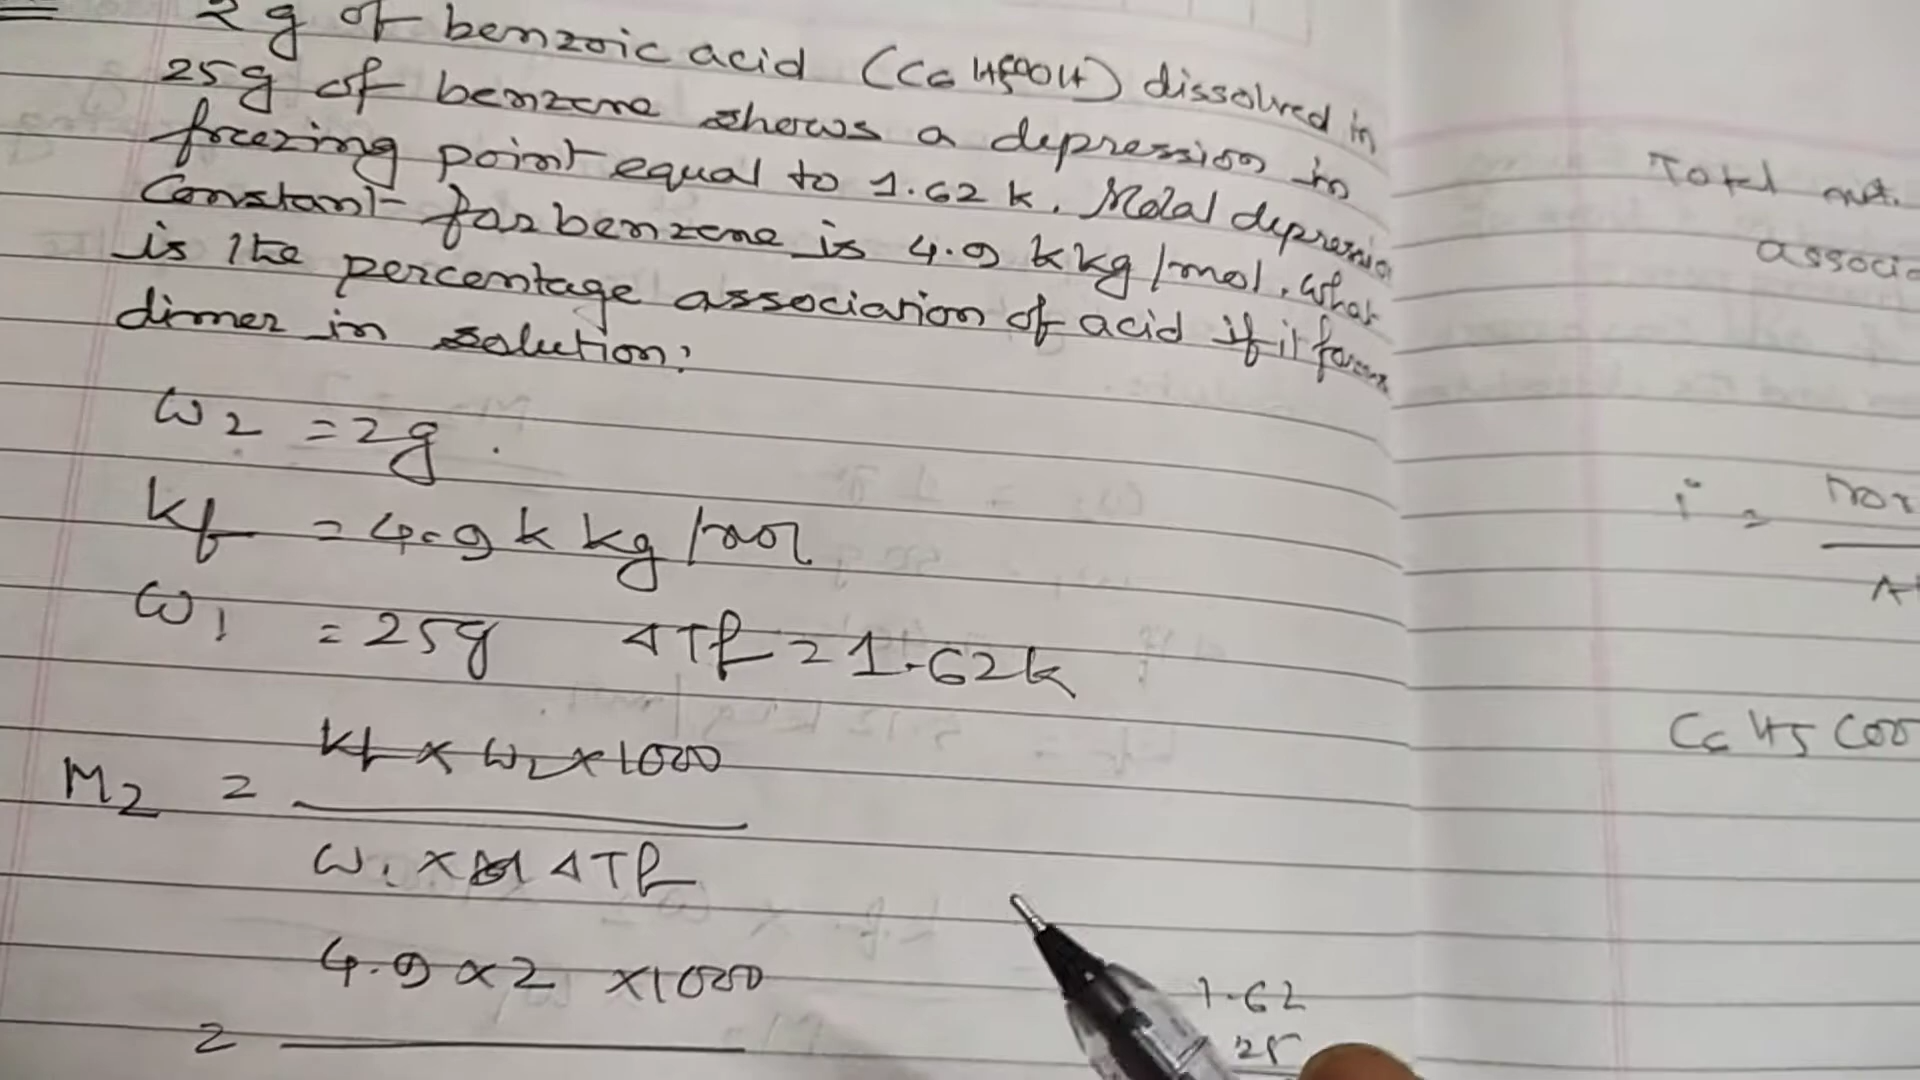 2 g of benzoic acid (C6H5COOH) dissolved in
25g of benzene shows a depression in
freezing point equal to 1.62 k. Molal depression
Constant for benzene is 4.9 k kg/mol. What
is the percentage association of acid if it forms
dimer in solution?
W2 = 2g.
kf = 4.9 k kg/mol
W1 = 25g ΔTf = 1.62k
M2 = kf x W2 x 1000
W1 x ΔTf
= 4.9 x 2 x 1000
1.62
25
Total
i =
C6H5COO